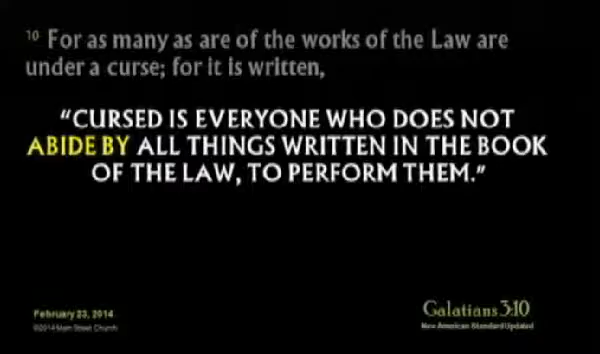 10 For as many as are of the works of the Law are
under a curse; for it is written,
"CURSED IS EVERYONE WHO DOES NOT
ABIDE BY ALL THINGS WRITTEN IN THE BOOK
OF THE LAW, TO PERFORM THEM."
February 23, 2014
©2014 Main Street Church
Galatians 3:10
New American Standard Updated